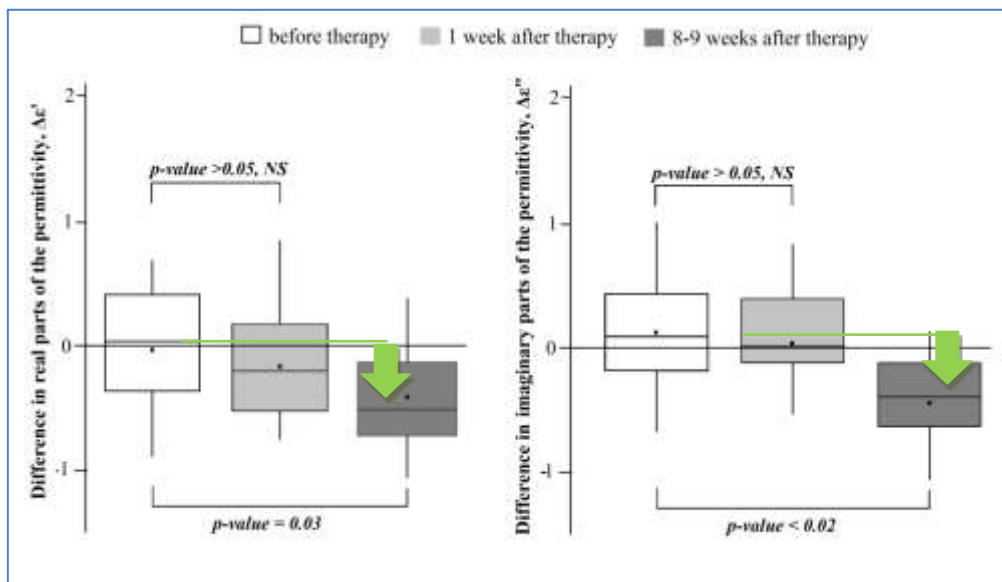 before therapy 1 week after therapy 8-9 weeks after therapy
Difference in real parts of the permittivity, Δε'
2
1
0
-1
p-value >0.05, NS
p-value = 0.03
Difference in imaginary parts of the permittivity, Δε"
2
1
0
-1
p-value > 0.05, NS
p-value < 0.02